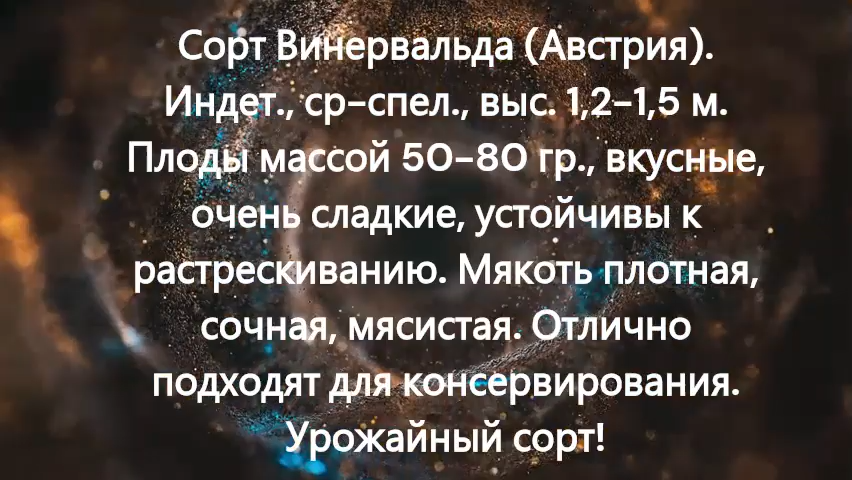 Сорт Винервальда (Австрия).
Индет., ср-спел., выс. 1,2-1,5 м.
Плоды массой 50-80 гр., вкусные,
очень сладкие, устойчивы к
растрескиванию. Мякоть плотная,
сочная, мясистая. Отлично
подходят для консервирования.
Урожайный сорт!